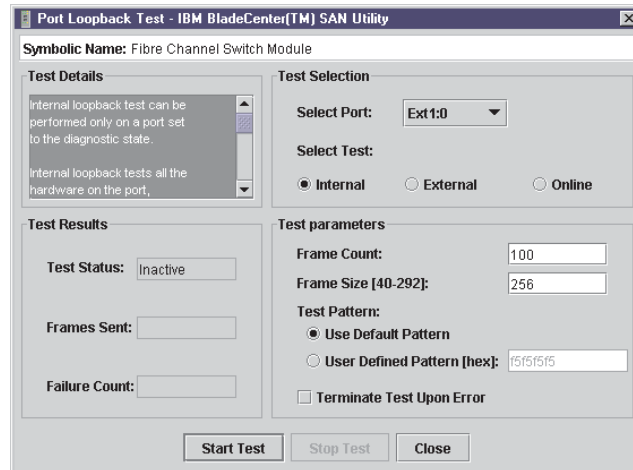 Port Loopback Test - IBM BladeCenter(TM) SAN Utility
Symbolic Name: Fibre Channel Switch Module
Test Details
Internal loopback test can be
performed only on a port set
to the diagnostic state.
Internal loopback tests all the
hardware on the port,
Test Selection
Select Port: Ext1:0
Select Test:
Internal External Online
Test Results
Test Status: Inactive
Frames Sent:
Failure Count:
Test parameters
Frame Count: 100
Frame Size [40-292]: 256
Test Pattern:
Use Default Pattern
User Defined Pattern [hex]: f5f5f5f5
Terminate Test Upon Error
Start Test Stop Test Close